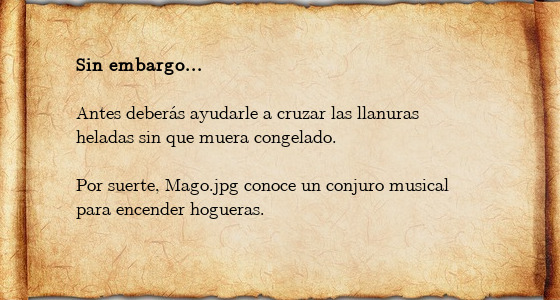 Sin embargo...
Antes deberás ayudarle a cruzar las llanuras
heladas sin que muera congelado.
Por suerte, Mago.jpg conoce un conjuro musical
para encender hogueras.